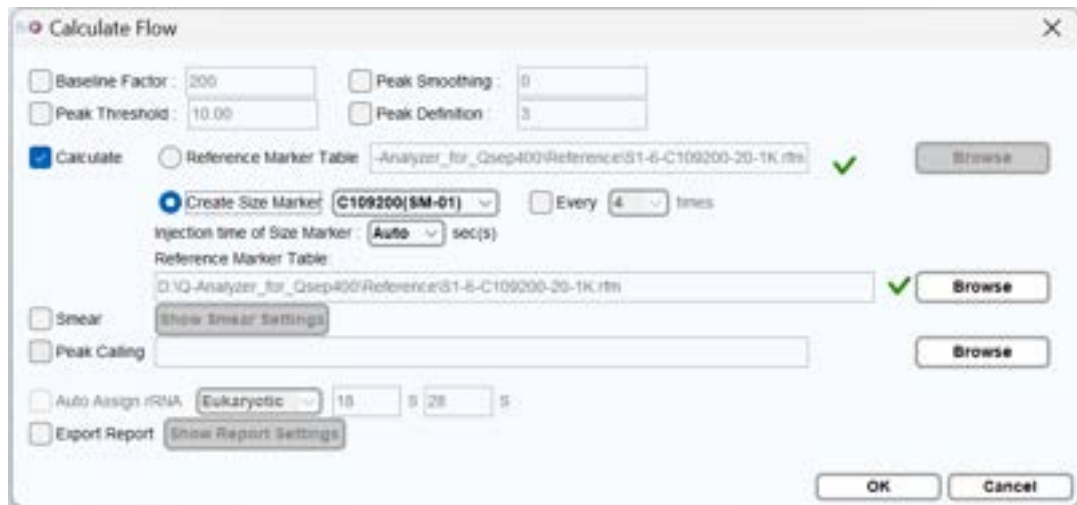 Calculate Flow
Baseline Factor : 200 Peak Smoothing : 0
Peak Threshold : 10.00 Peak Definition : 3
Calculate Reference Marker Table -Analyzer_for_Qsep400\Reference\S1-6-C109200-20-1K.rfm Browse
Create Size Marker C109200(SM-01) Every 4 times
Injection time of Size Marker : Auto sec(s)
Reference Marker Table:
D:\Q-Analyzer_for_Qsep400\Reference\S1-6-C109200-20-1K.rfm Browse
Smear Show Smear Settings
Peak Calling Browse
Auto Assign rRNA Eukaryotic 18 S 28 S
Export Report Show Report Settings
OK Cancel